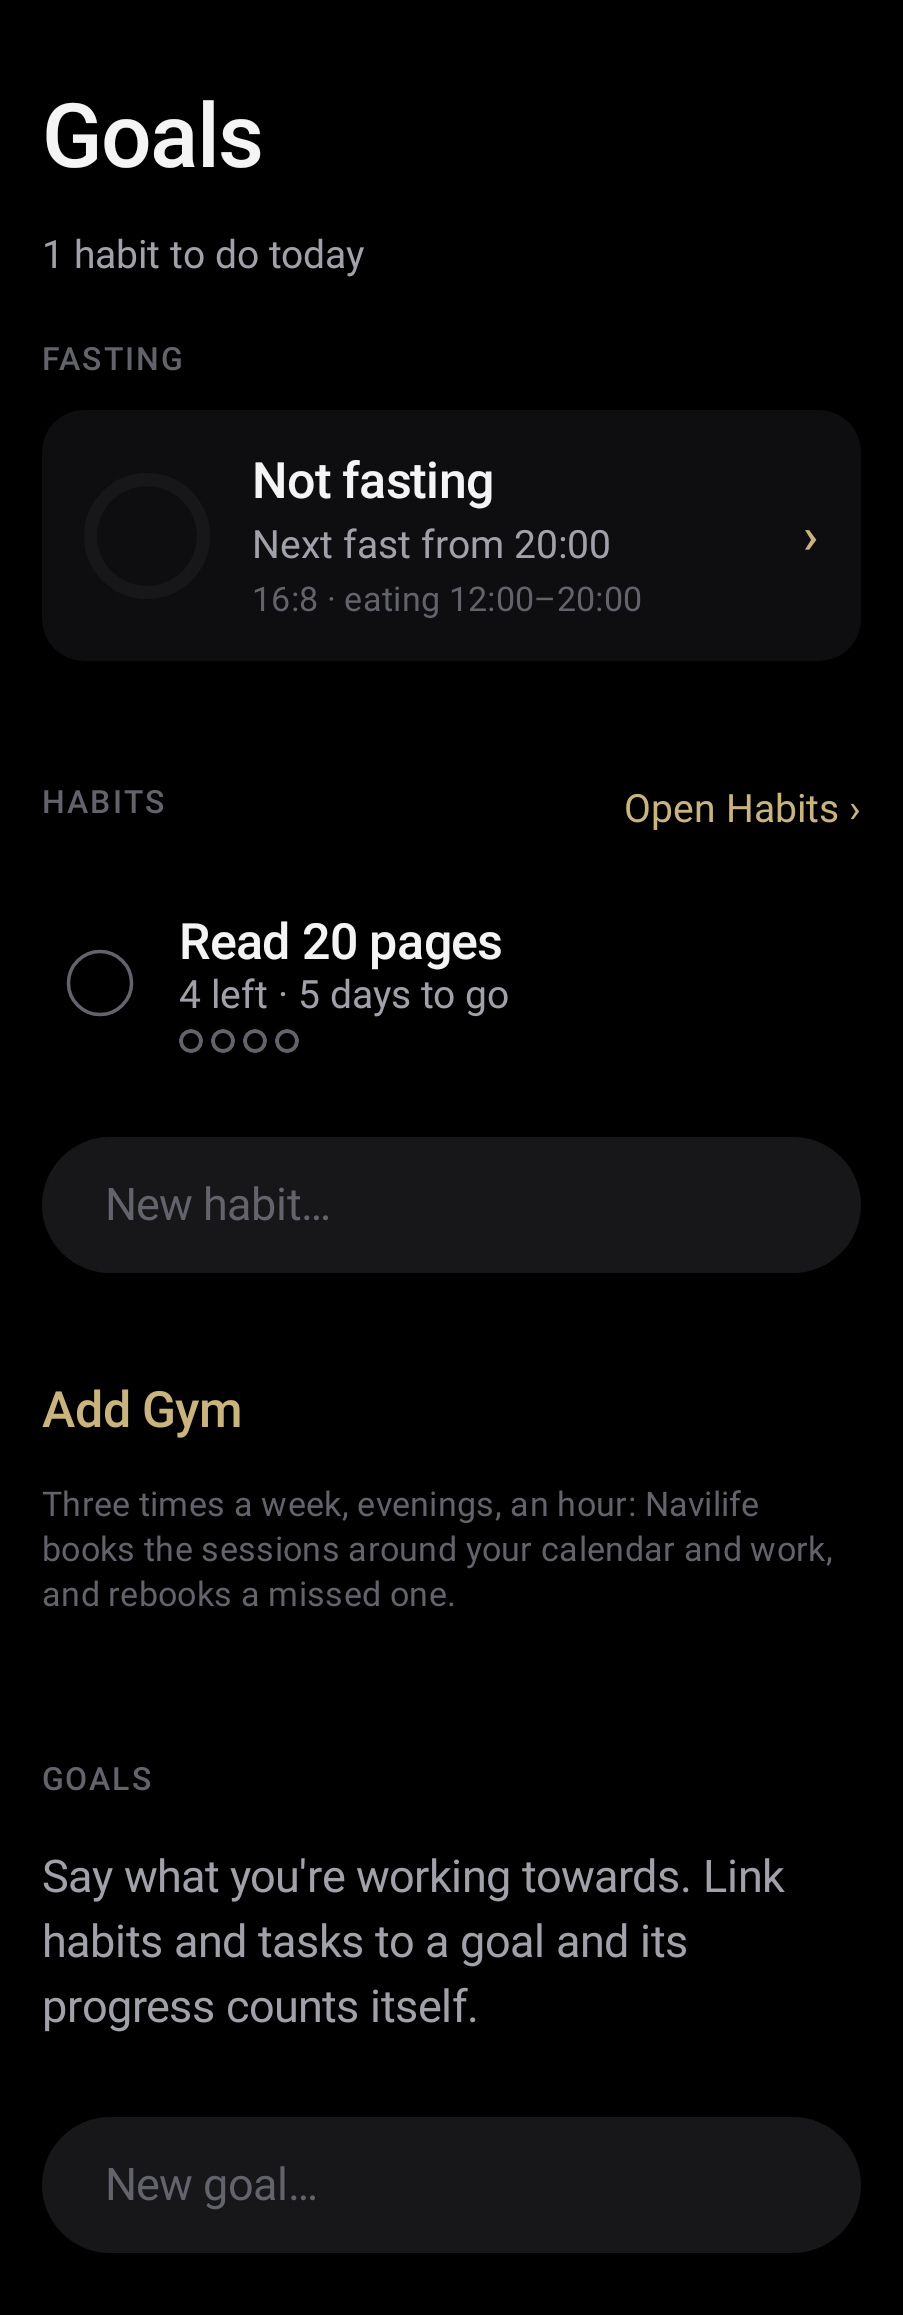 Goals
1 habit to do today
FASTING
Not fasting
Next fast from 20:00
16:8 · eating 12:00–20:00
›
HABITS
Open Habits ›
Read 20 pages
4 left · 5 days to go
New habit…
Add Gym
Three times a week, evenings, an hour: Navilife
books the sessions around your calendar and work,
and rebooks a missed one.
GOALS
Say what you're working towards. Link
habits and tasks to a goal and its
progress counts itself.
New goal…